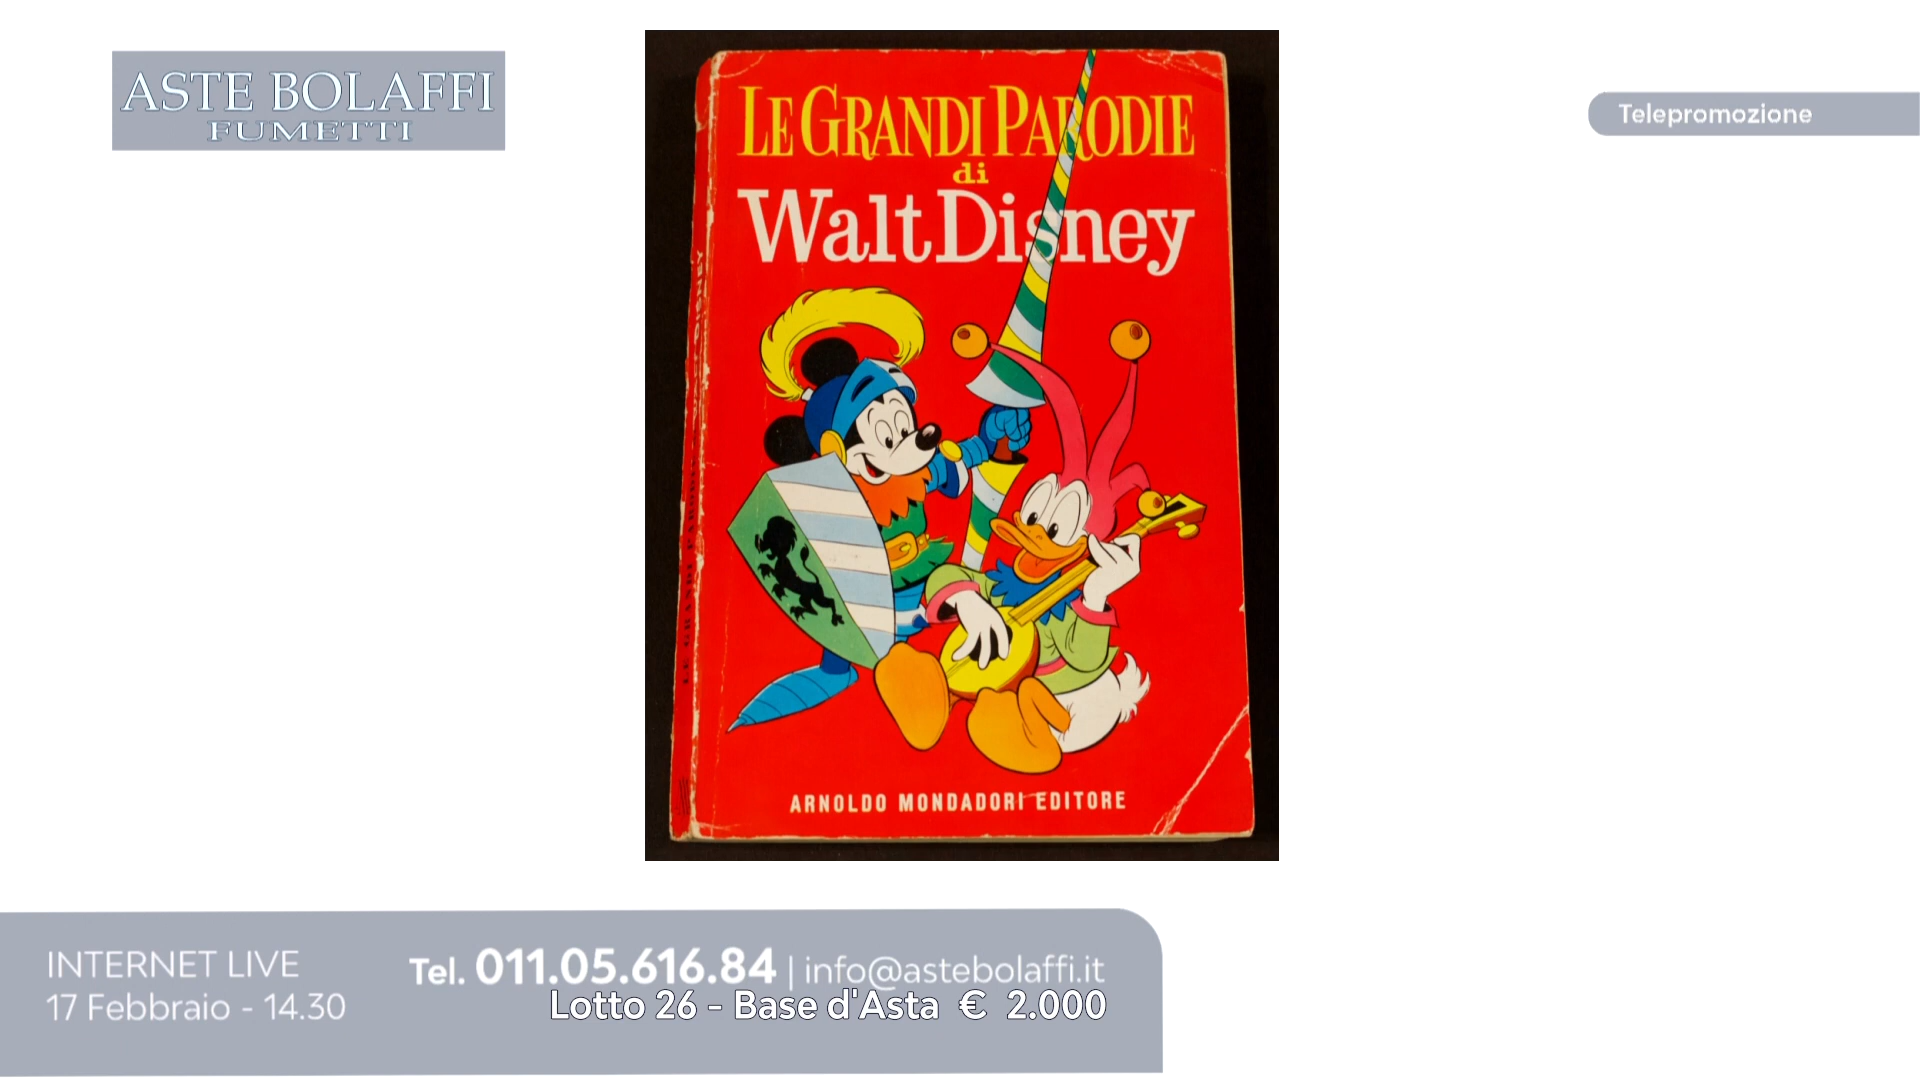 ASTE BOLAFFI
FUMETTI
Telepromozione
LE GRANDI PARODIE
di
Walt Disney
ARNOLDO MONDADORI EDITORE
INTERNET LIVE
17 Febbraio - 14.30
Tel. 011.05.616.84 | info@astebolaffi.it
Lotto 26 - Base d'Asta € 2.000